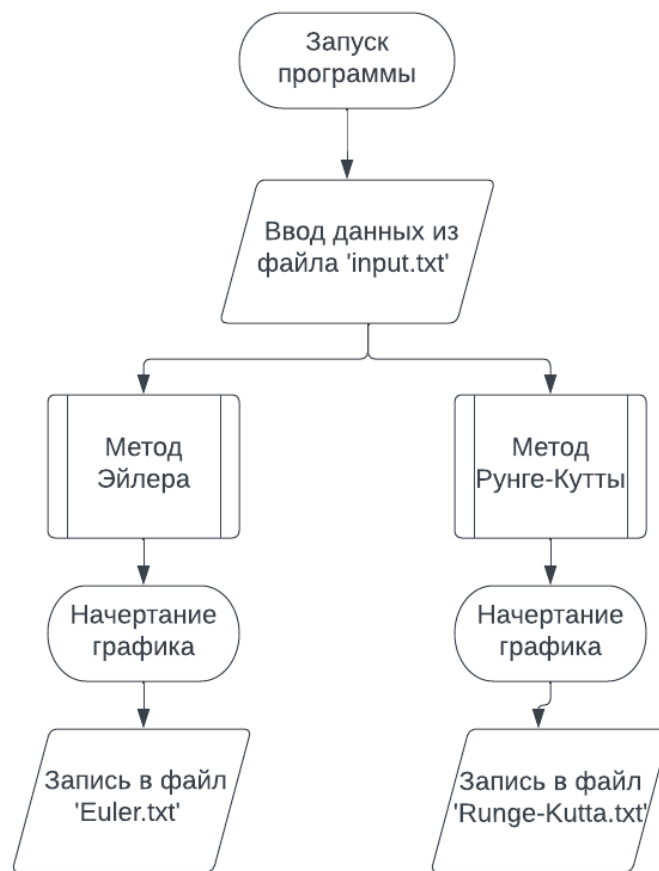 Запуск
программы
Ввод данных из
файла 'input.txt'
Метод
Эйлера
Метод
Рунге-Кутты
Начертание
графика
Начертание
графика
Запись в файл
'Euler.txt'
Запись в файл
'Runge-Kutta.txt'